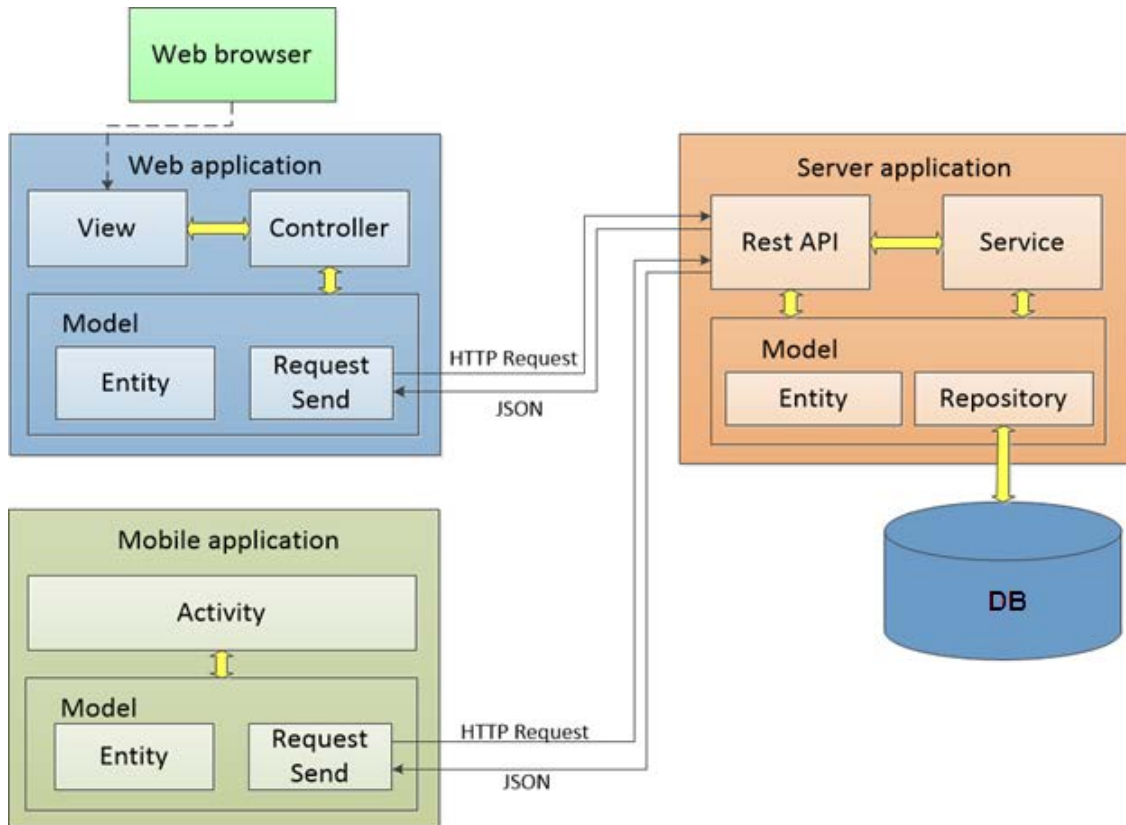 Web browser
Web application
View
Controller
Model
Entity
Request
Send
HTTP Request
JSON
Server application
Rest API
Service
Model
Entity
Repository
DB
Mobile application
Activity
Model
Entity
Request
Send
HTTP Request
JSON